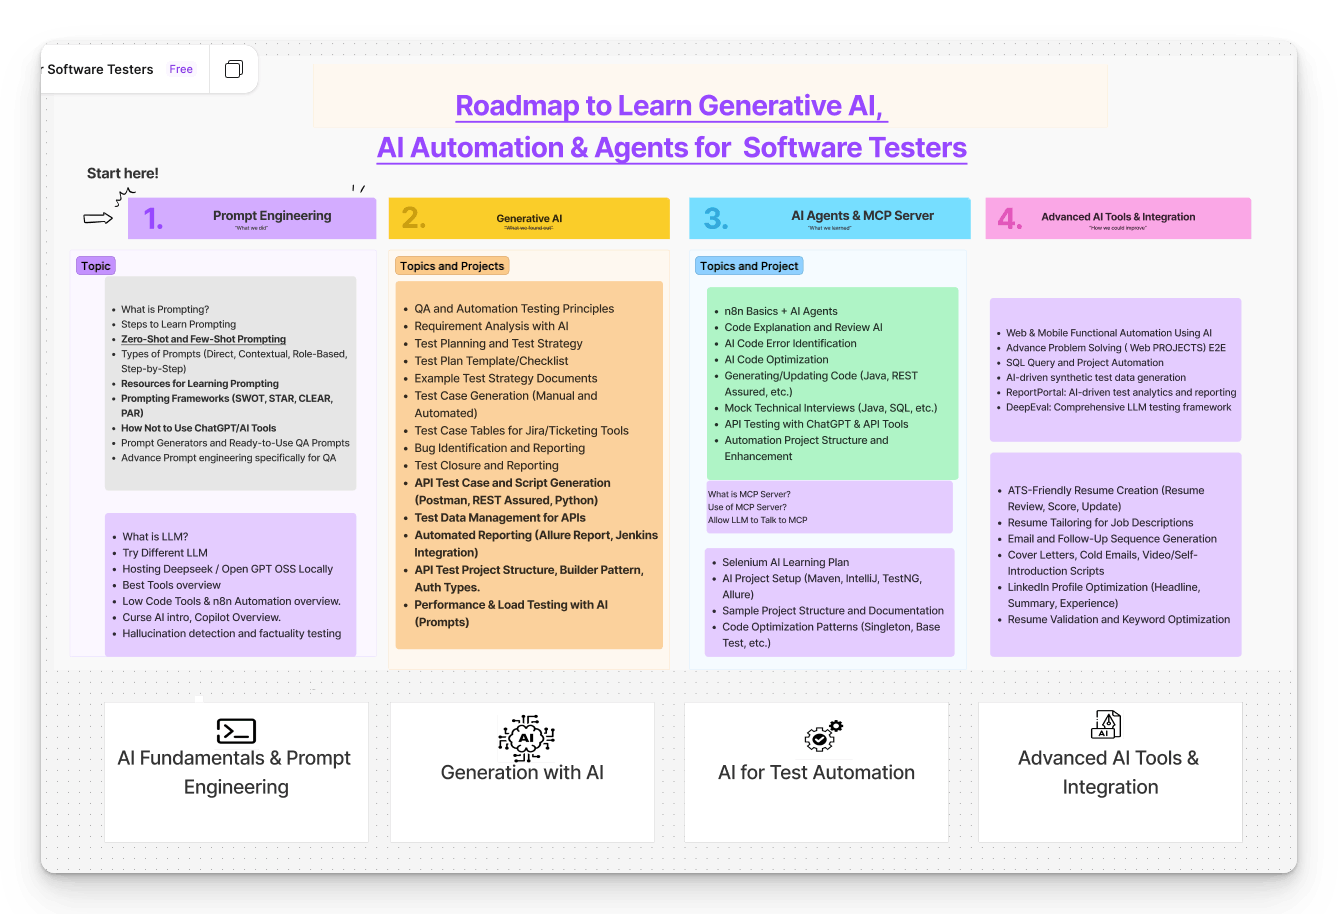 r Software Testers Free
Roadmap to Learn Generative AI,
AI Automation & Agents for Software Testers
Start here!
1.
Prompt Engineering
"What we did"
2.
Generative AI
"What we found out"
3.
AI Agents & MCP Server
"What we learned"
4.
Advanced AI Tools & Integration
"How we could improve"
Topic
• What is Prompting?
• Steps to Learn Prompting
• Zero-Shot and Few-Shot Prompting
• Types of Prompts (Direct, Contextual, Role-Based,
Step-by-Step)
• Resources for Learning Prompting
• Prompting Frameworks (SWOT, STAR, CLEAR,
PAR)
• How Not to Use ChatGPT/AI Tools
• Prompt Generators and Ready-to-Use QA Prompts
• Advance Prompt engineering specifically for QA
• What is LLM?
• Try Different LLM
• Hosting Deepseek / Open GPT OSS Locally
• Best Tools overview
• Low Code Tools & n8n Automation overview.
• Curse AI intro, Copilot Overview.
• Hallucination detection and factuality testing
Topics and Projects
• QA and Automation Testing Principles
• Requirement Analysis with AI
• Test Planning and Test Strategy
• Test Plan Template/Checklist
• Example Test Strategy Documents
• Test Case Generation (Manual and
Automated)
• Test Case Tables for Jira/Ticketing Tools
• Bug Identification and Reporting
• Test Closure and Reporting
• API Test Case and Script Generation
(Postman, REST Assured, Python)
• Test Data Management for APIs
• Automated Reporting (Allure Report, Jenkins
Integration)
• API Test Project Structure, Builder Pattern,
Auth Types.
• Performance & Load Testing with AI
(Prompts)
Topics and Project
• n8n Basics + AI Agents
• Code Explanation and Review AI
• AI Code Error Identification
• AI Code Optimization
• Generating/Updating Code (Java, REST
Assured, etc.)
• Mock Technical Interviews (Java, SQL, etc.)
• API Testing with ChatGPT & API Tools
• Automation Project Structure and
Enhancement
What is MCP Server?
Use of MCP Server?
Allow LLM to Talk to MCP
• Selenium AI Learning Plan
• AI Project Setup (Maven, IntelliJ, TestNG,
Allure)
• Sample Project Structure and Documentation
• Code Optimization Patterns (Singleton, Base
Test, etc.)
• Web & Mobile Functional Automation Using AI
• Advance Problem Solving ( Web PROJECTS) E2E
• SQL Query and Project Automation
• AI-driven synthetic test data generation
• ReportPortal: AI-driven test analytics and reporting
• DeepEval: Comprehensive LLM testing framework
• ATS-Friendly Resume Creation (Resume
Review, Score, Update)
• Resume Tailoring for Job Descriptions
• Email and Follow-Up Sequence Generation
• Cover Letters, Cold Emails, Video/Self-
Introduction Scripts
• LinkedIn Profile Optimization (Headline,
Summary, Experience)
• Resume Validation and Keyword Optimization
AI Fundamentals & Prompt
Engineering
AI
Generation with AI
AI for Test Automation
AI
Advanced AI Tools &
Integration